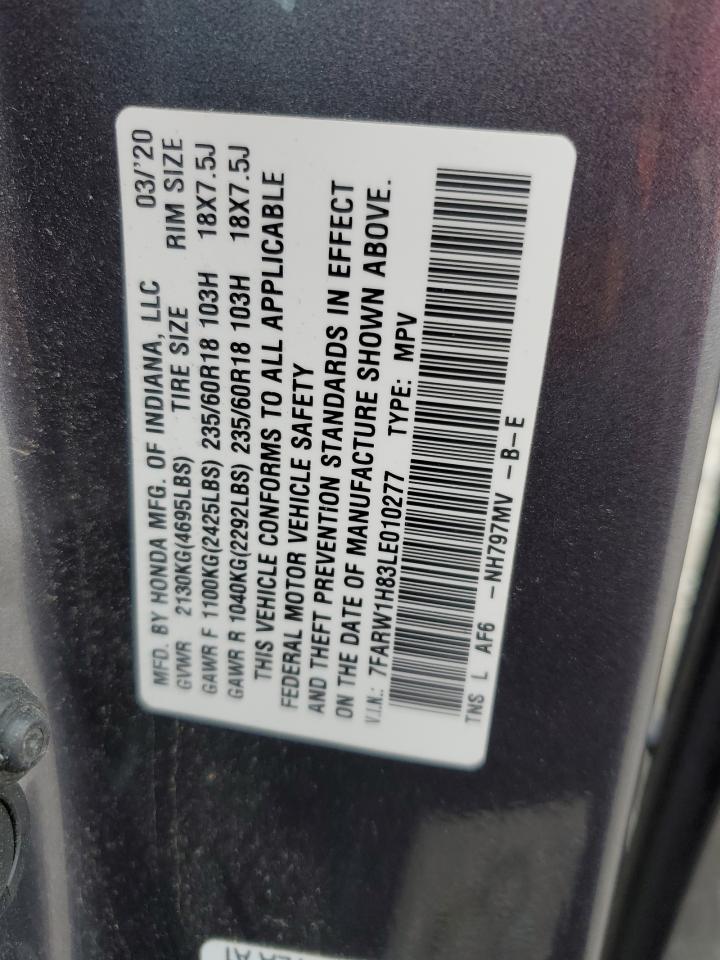 MFD. BY HONDA MFG. OF INDIANA, LLC 03/'20
GVWR 2130KG(4695LBS) TIRE SIZE RIM SIZE
GAWR F 1100KG(2425LBS) 235/60R18 103H 18X7.5J
GAWR R 1040KG(2292LBS) 235/60R18 103H 18X7.5J
THIS VEHICLE CONFORMS TO ALL APPLICABLE
FEDERAL MOTOR VEHICLE SAFETY
AND THEFT PREVENTION STANDARDS IN EFFECT
ON THE DATE OF MANUFACTURE SHOWN ABOVE.
V.I.N.: 7FARW1H83LE010277 TYPE: MPV
TNS L AF6 -NH797MV -B-E